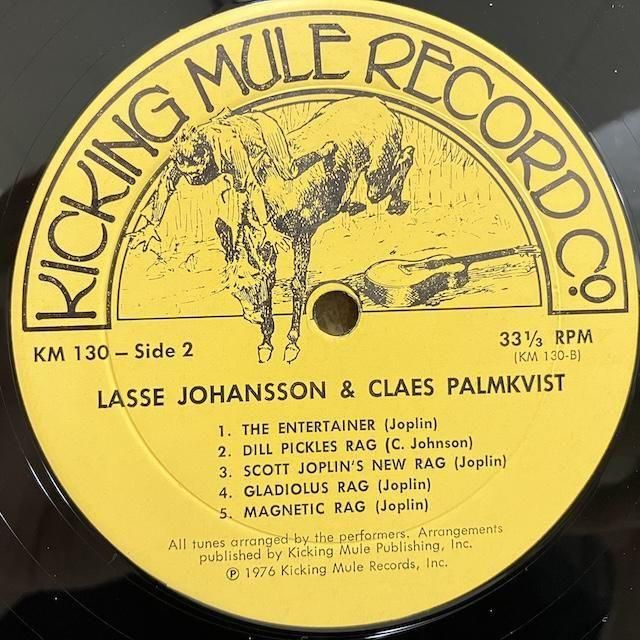 KICKING MULE RECORD CO.
KM 130 – Side 2
33 1/3 RPM
(KM 130-B)
LASSE JOHANSSON & CLAES PALMKVIST
1. THE ENTERTAINER (Joplin)
2. DILL PICKLES RAG (C. Johnson)
3. SCOTT JOPLIN'S NEW RAG (Joplin)
4. GLADIOLUS RAG (Joplin)
5. MAGNETIC RAG (Joplin)
All tunes arranged by the performers. Arrangements
published by Kicking Mule Publishing, Inc.
℗ 1976 Kicking Mule Records, Inc.